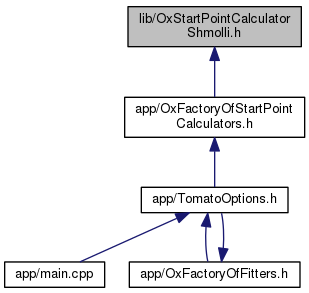 lib/OxStartPointCalculator
Shmolli.h
app/OxFactoryOfStartPoint
Calculators.h
app/TomatoOptions.h
app/main.cpp
app/OxFactoryOfFitters.h